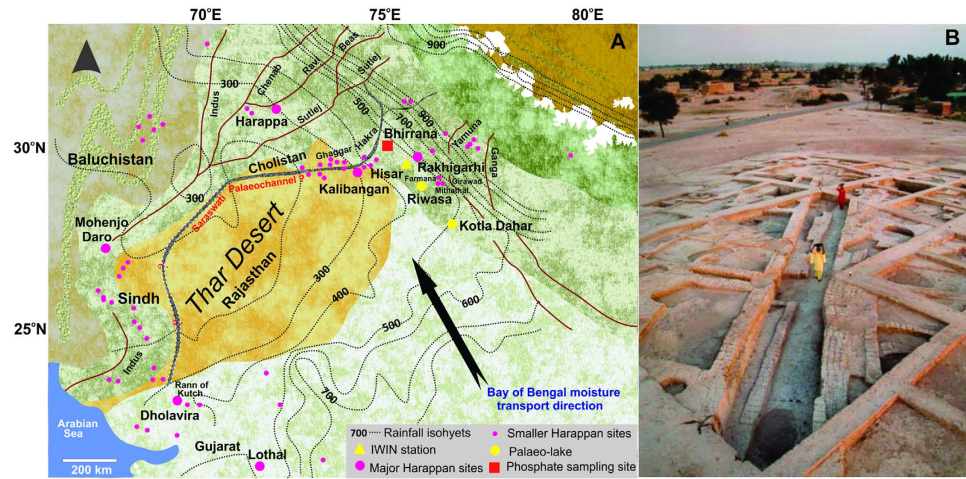 70°E
75°E
80°E
A
B
900
Beas
Ravi
Chenab
Sutlej
300
Indus
300
500
900
Harappa
Sutlej
Hakra
Bhirrana
Yamuna
30°N
Baluchistan
Cholistan
Ghaggar
Rakhigarhi
Ganga
Hisar
Girawad
Farmana
Mithathal
Kalibangan
Riwasa
Saraswati Palaeochannel ?
300
Mohenjo
Daro
Kotla Dahar
Thar Desert
Rajasthan
?
300
400
600
500
Sindh
?
25°N
Indus
Rann of
Kutch
700
Bay of Bengal moisture
transport direction
Dholavira
Arabian
Sea
Gujarat
Lothal
200 km
700 Rainfall isohyets
Smaller Harappan sites
IWIN station
Palaeo-lake
Major Harappan sites
Phosphate sampling site